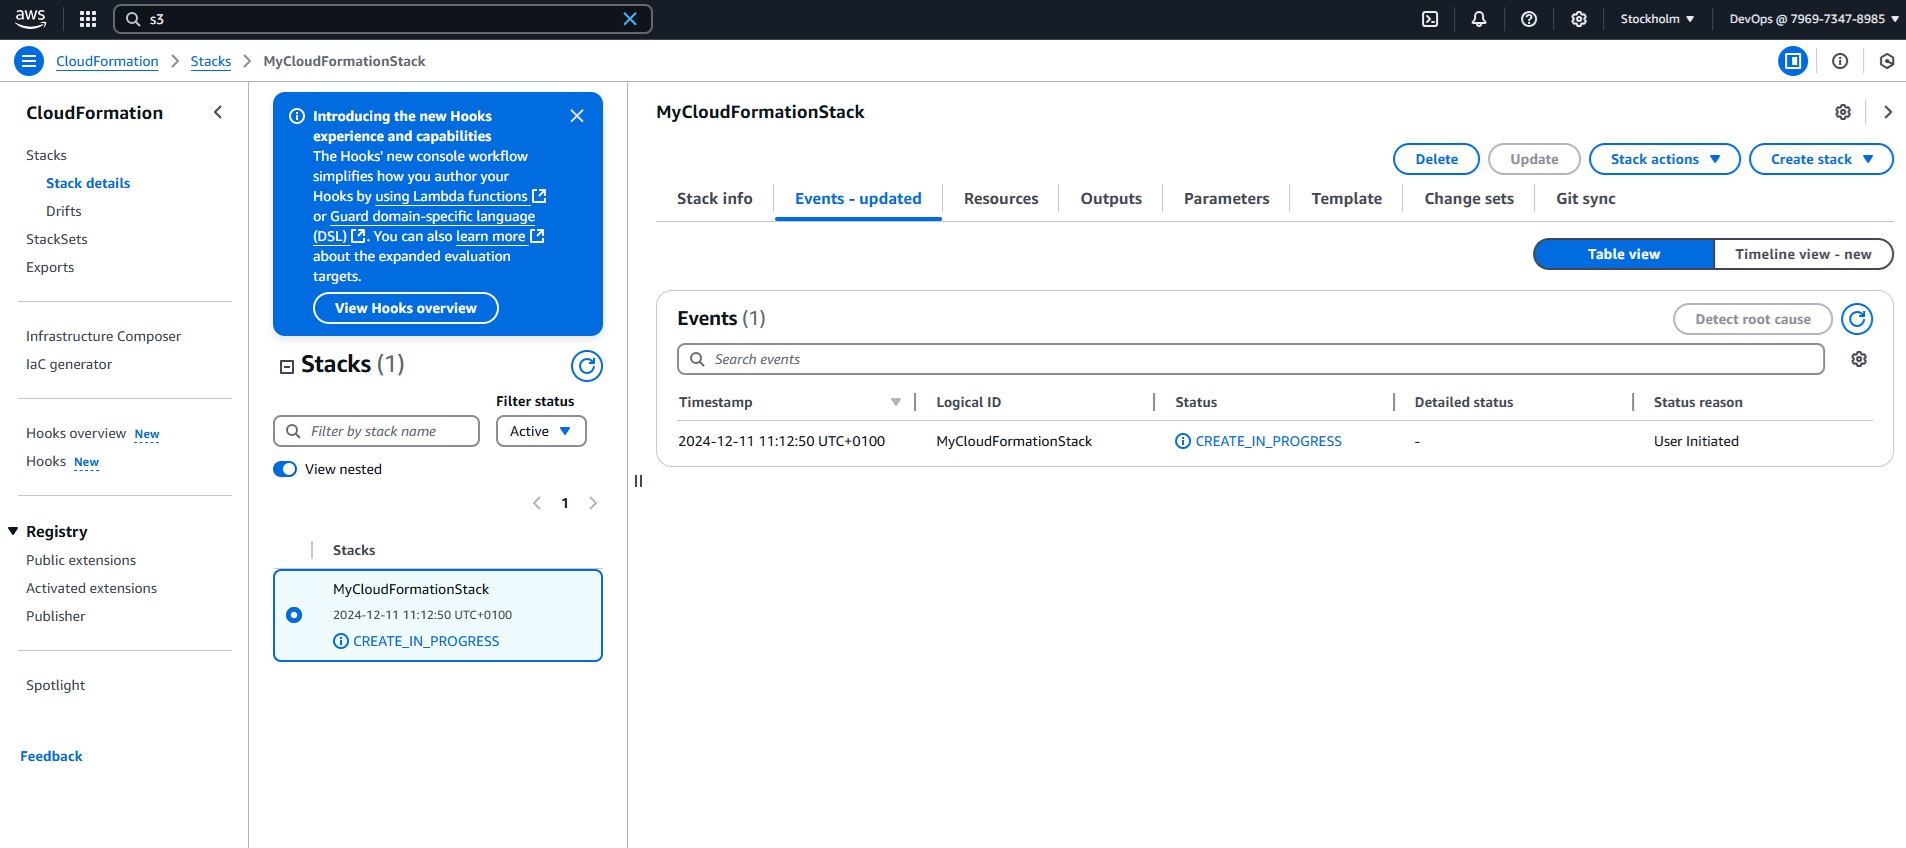 aws
s3
Stockholm
DevOps @ 7969-7347-8985
CloudFormation
Stacks
MyCloudFormationStack
CloudFormation
Stacks
Stack details
Drifts
StackSets
Exports
Infrastructure Composer
IaC generator
Hooks overview New
Hooks New
Registry
Public extensions
Activated extensions
Publisher
Spotlight
Feedback
Introducing the new Hooks
experience and capabilities
The Hooks' new console workflow
simplifies how you author your
Hooks by using Lambda functions
or Guard domain-specific language
(DSL) . You can also learn more
about the expanded evaluation
targets.
View Hooks overview
Stacks (1)
Filter status
Filter by stack name
Active
View nested
1
Stacks
MyCloudFormationStack
2024-12-11 11:12:50 UTC+0100
CREATE_IN_PROGRESS
MyCloudFormationStack
Delete
Update
Stack actions
Create stack
Stack info
Events - updated
Resources
Outputs
Parameters
Template
Change sets
Git sync
Table view
Timeline view - new
Events (1)
Detect root cause
Search events
Timestamp
Logical ID
Status
Detailed status
Status reason
2024-12-11 11:12:50 UTC+0100
MyCloudFormationStack
CREATE_IN_PROGRESS
-
User Initiated